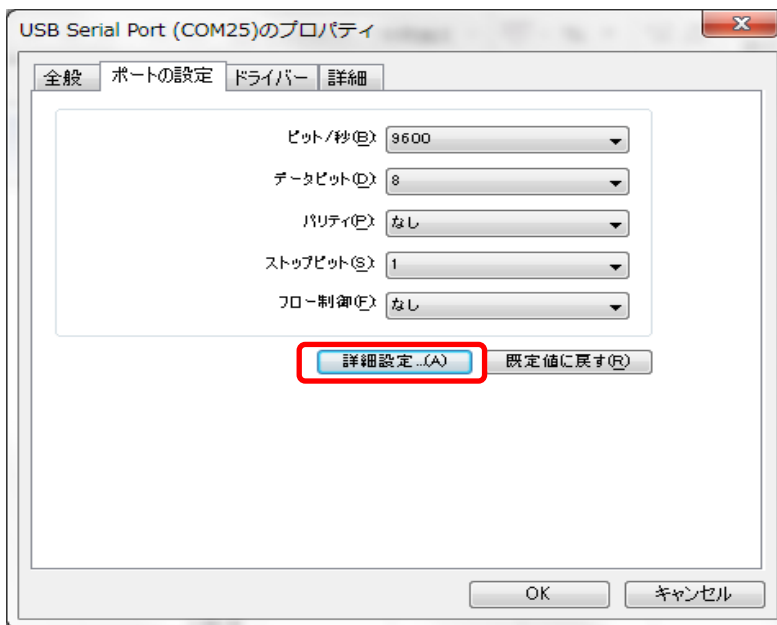 USB Serial Port (COM25)のプロパティ
全般 ポートの設定 ドライバー 詳細
ビット/秒(B): 9600
データビット(D): 8
パリティ(P): なし
ストップビット(S): 1
フロー制御(F): なし
詳細設定...(A) 既定値に戻す(R)
OK キャンセル